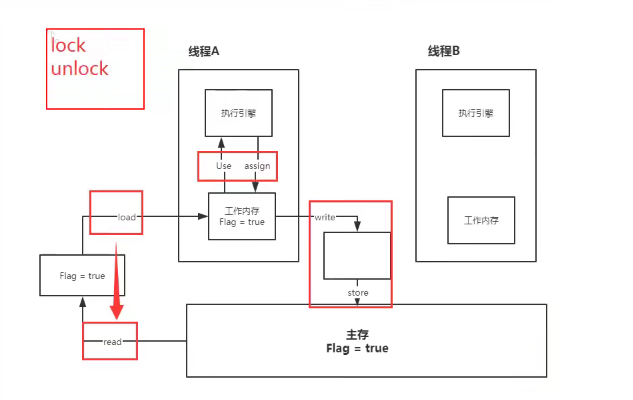 lock
unlock
线程A
线程B
执行引擎
执行引擎
Use
assign
工作内存
Flag = true
工作内存
load
write
Flag = true
store
read
主存
Flag = true